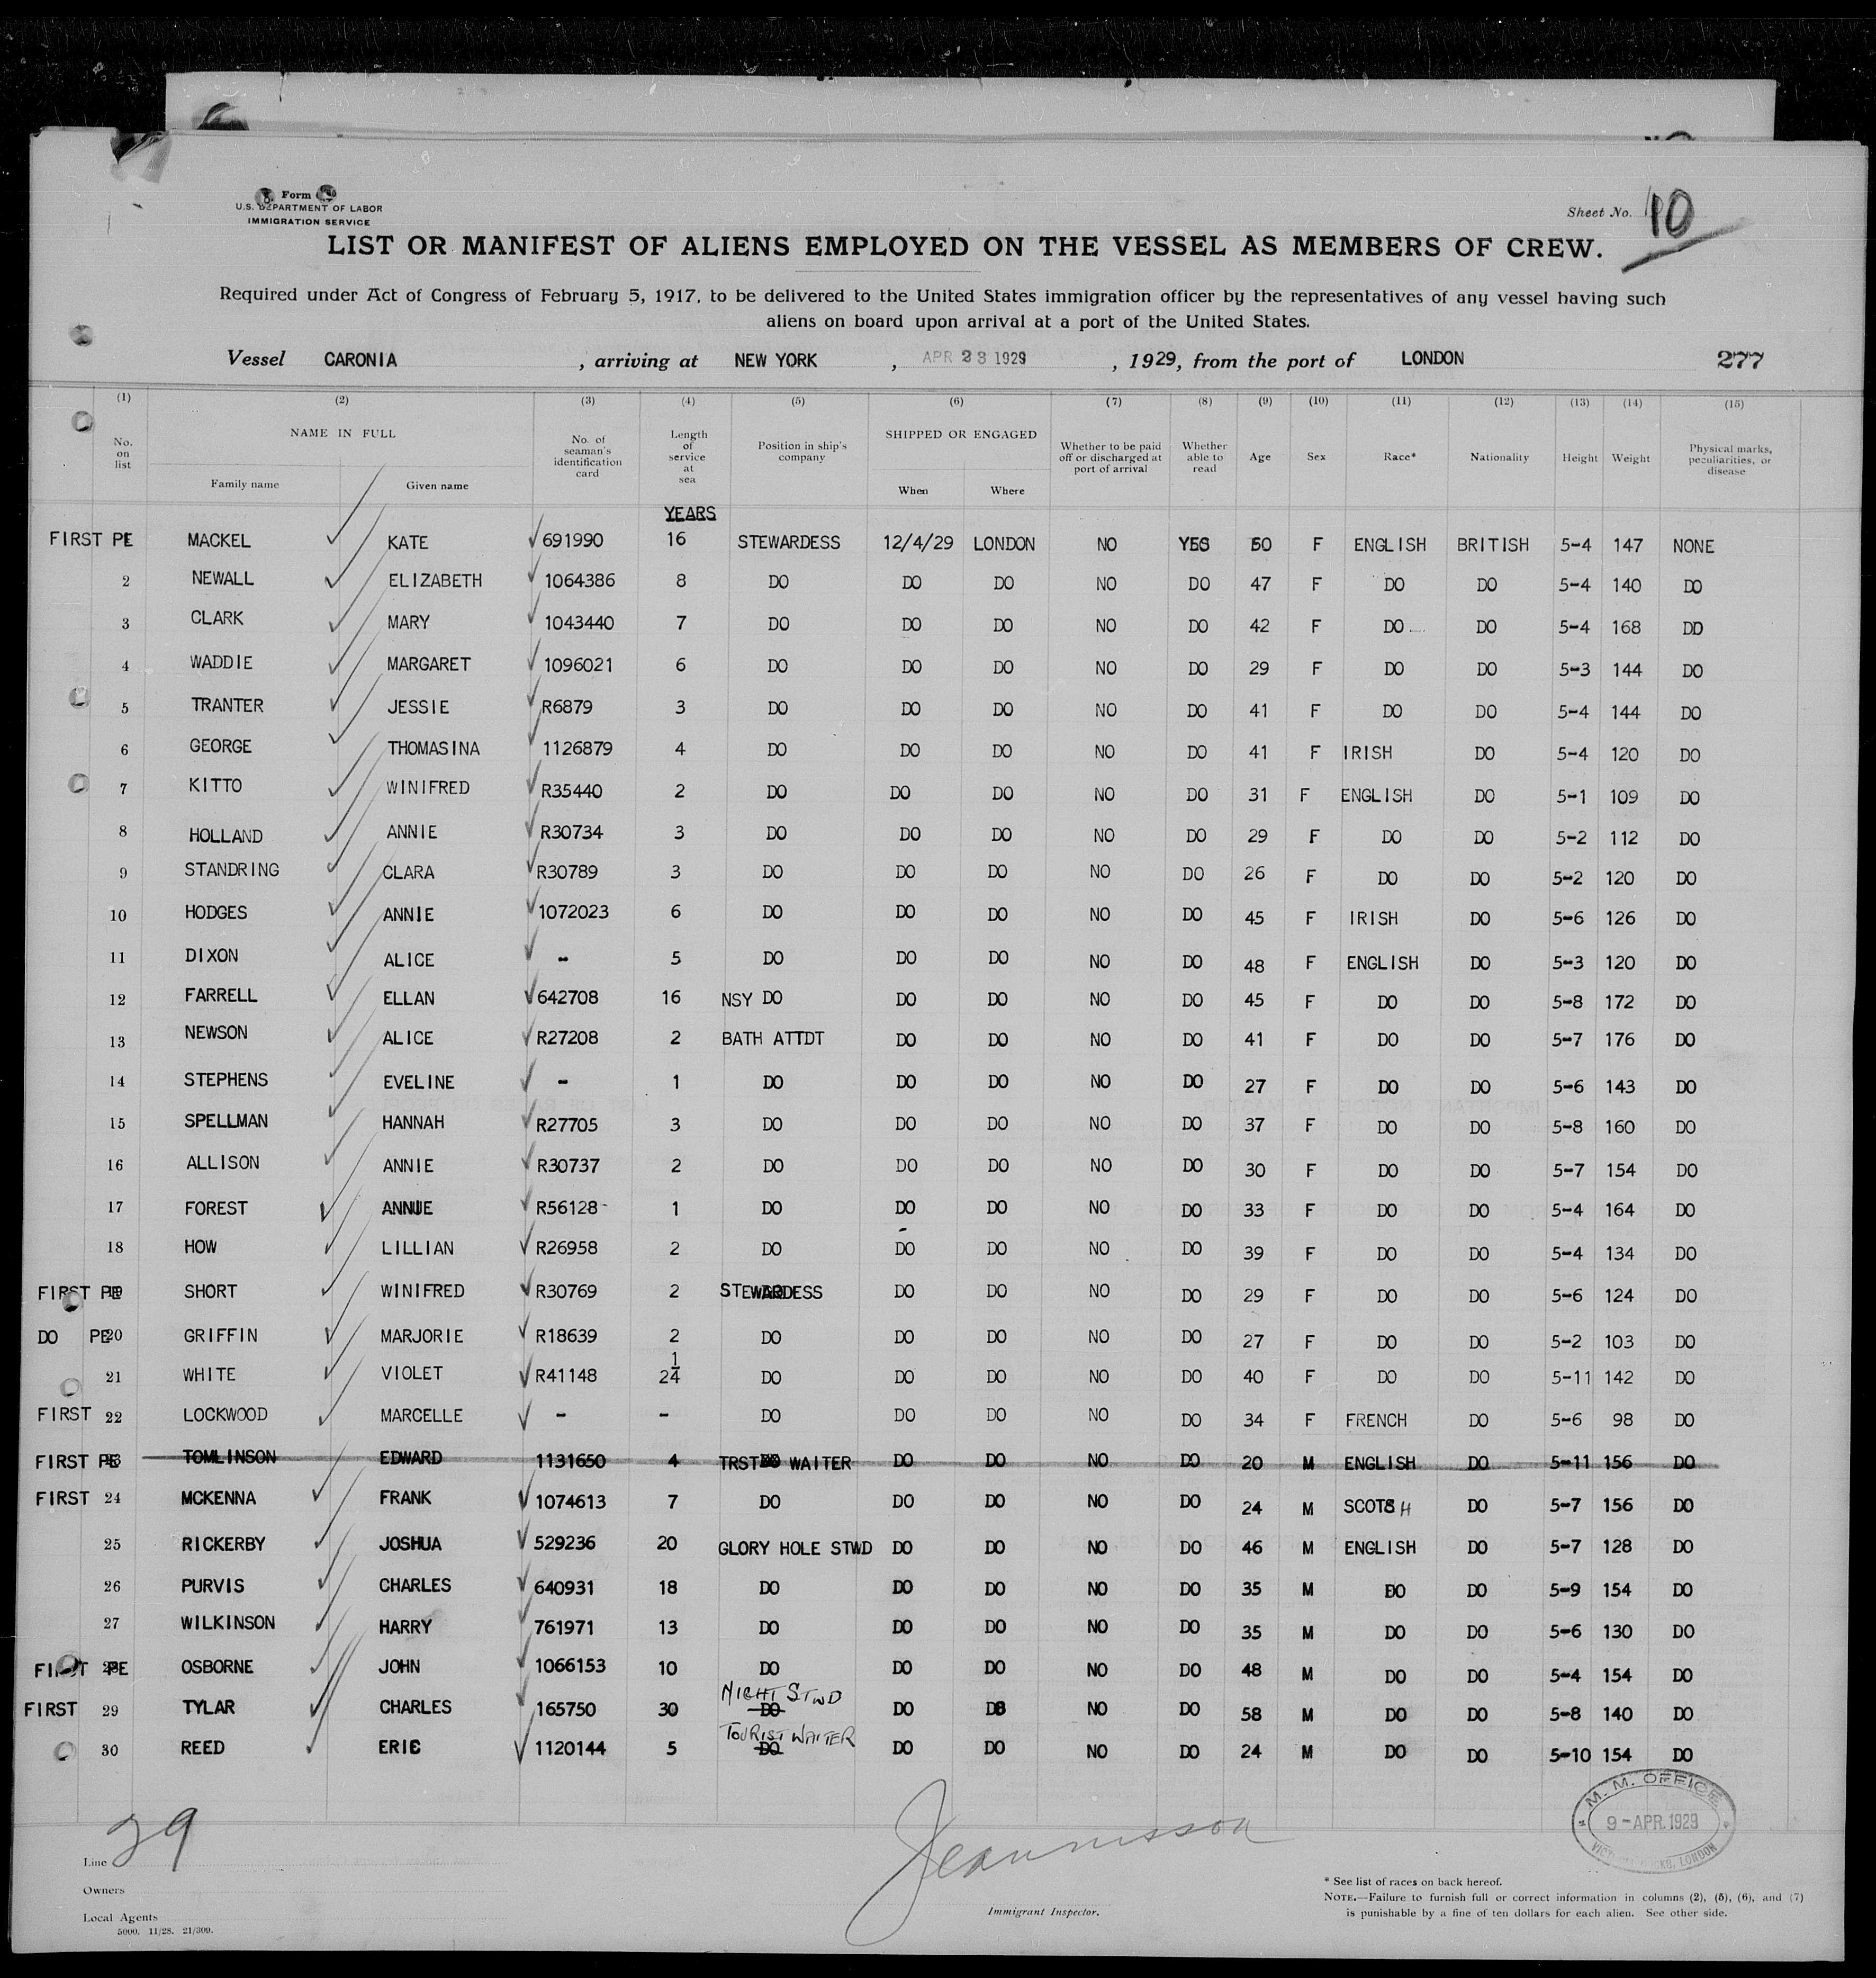 Form
U.S. DEPARTMENT OF LABOR
IMMIGRATION SERVICE
Sheet No. 10
LIST OR MANIFEST OF ALIENS EMPLOYED ON THE VESSEL AS MEMBERS OF CREW.
Required under Act of Congress of February 5, 1917, to be delivered to the United States immigration officer by the representatives of any vessel having such
aliens on board upon arrival at a port of the United States.
Vessel CARONIA , arriving at NEW YORK , APR 23 1929 , 1929, from the port of LONDON 277
(1) (2) (3) (4) (5) (6) (7) (8) (9) (10) (11) (12) (13) (14) (15)
No. on list NAME IN FULL Family name Given name No. of seaman's identification card Length of service at sea Position in ship's company SHIPPED OR ENGAGED When Where Whether to be paid off or discharged at port of arrival Whether able to read Age Sex Race* Nationality Height Weight Physical marks, peculiarities, or disease
YEARS
FIRST PE MACKEL KATE 691990 16 STEWARDESS 12/4/29 LONDON NO YES 50 F ENGLISH BRITISH 5-4 147 NONE
2 NEWALL ELIZABETH 1064386 8 DO DO DO NO DO 47 F DO DO 5-4 140 DO
3 CLARK MARY 1043440 7 DO DO DO NO DO 42 F DO DO 5-4 168 DD
4 WADDIE MARGARET 1096021 6 DO DO DO NO DO 29 F DO DO 5-3 144 DO
5 TRANTER JESSIE R6879 3 DO DO DO NO DO 41 F DO DO 5-4 144 DO
6 GEORGE THOMASINA 1126879 4 DO DO DO NO DO 41 F IRISH DO 5-4 120 DO
7 KITTO WINIFRED R35440 2 DO DO DO NO DO 31 F ENGLISH DO 5-1 109 DO
8 HOLLAND ANNIE R30734 3 DO DO DO NO DO 29 F DO DO 5-2 112 DO
9 STANDRING CLARA R30789 3 DO DO DO NO DO 26 F DO DO 5-2 120 DO
10 HODGES ANNIE 1072023 6 DO DO DO NO DO 45 F IRISH DO 5-6 126 DO
11 DIXON ALICE - 5 DO DO DO NO DO 48 F ENGLISH DO 5-3 120 DO
12 FARRELL ELLAN 642708 16 NSY DO DO DO NO DO 45 F DO DO 5-8 172 DO
13 NEWSON ALICE R27208 2 BATH ATTDT DO DO NO DO 41 F DO DO 5-7 176 DO
14 STEPHENS EVELINE - 1 DO DO DO NO DO 27 F DO DO 5-6 143 DO
15 SPELLMAN HANNAH R27705 3 DO DO DO NO DO 37 F DO DO 5-8 160 DO
16 ALLISON ANNIE R30737 2 DO DO DO NO DO 30 F DO DO 5-7 154 DO
17 FOREST ANNIE R56128 1 DO DO DO NO DO 33 F DO DO 5-4 164 DO
18 HOW LILLIAN R26958 2 DO DO DO NO DO 39 F DO DO 5-4 134 DO
FIRST PE 19 SHORT WINIFRED R30769 2 STEWARDESS DO DO NO DO 29 F DO DO 5-6 124 DO
DO PE 20 GRIFFIN MARJORIE R18639 2 DO DO DO NO DO 27 F DO DO 5-2 103 DO
21 WHITE VIOLET R41148 2¼ DO DO DO NO DO 40 F DO DO 5-11 142 DO
FIRST 22 LOCKWOOD MARCELLE - - DO DO DO NO DO 34 F FRENCH DO 5-6 98 DO
FIRST PE 23 TOMLINSON EDWARD 1131650 4 TRST WAITER DO DO NO DO 20 M ENGLISH DO 5-11 156 DO
FIRST 24 MCKENNA FRANK 1074613 7 DO DO DO NO DO 24 M SCOTSH DO 5-7 156 DO
25 RICKERBY JOSHUA 529236 20 GLORY HOLE STWD DO DO NO DO 46 M ENGLISH DO 5-7 128 DO
26 PURVIS CHARLES 640931 18 DO DO DO NO DO 35 M DO DO 5-9 154 DO
27 WILKINSON HARRY 761971 13 DO DO DO NO DO 35 M DO DO 5-6 130 DO
FIRST PE 28 OSBORNE JOHN 1066153 10 DO DO DO NO DO 48 M DO DO 5-4 154 DO
FIRST 29 TYLAR CHARLES 165750 30 NIGHT STWD DO DO DO NO DO 58 M DO DO 5-8 140 DO
30 REED ERIC 1120144 5 TOURIST WAITER DO DO DO NO DO 24 M DO DO 5-10 154 DO
M. M. OFFICE
9-APR.1929
LONDON
29
Line
Owners
Local Agents
5000. 11/28. 21/309.
Immigrant Inspector.
* See list of races on back hereof.
NOTE.—Failure to furnish full or correct information in columns (2), (5), (6), and (7)
is punishable by a fine of ten dollars for each alien. See other side.